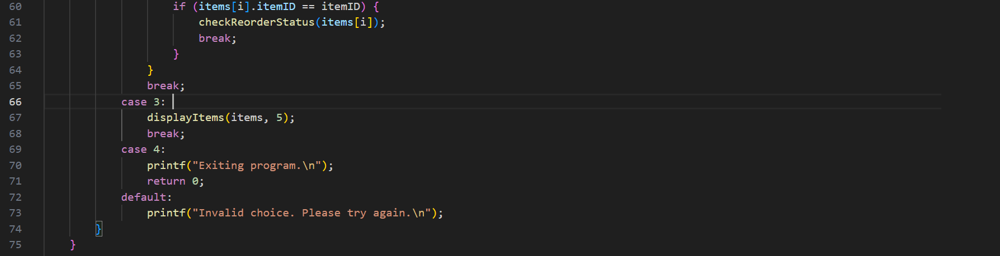 60 if (items[i].itemID == itemID) {
61 checkReorderStatus(items[i]);
62 break;
63 }
64 }
65 break;
66 case 3:
67 displayItems(items, 5);
68 break;
69 case 4:
70 printf("Exiting program.\n");
71 return 0;
72 default:
73 printf("Invalid choice. Please try again.\n");
74 }
75 }